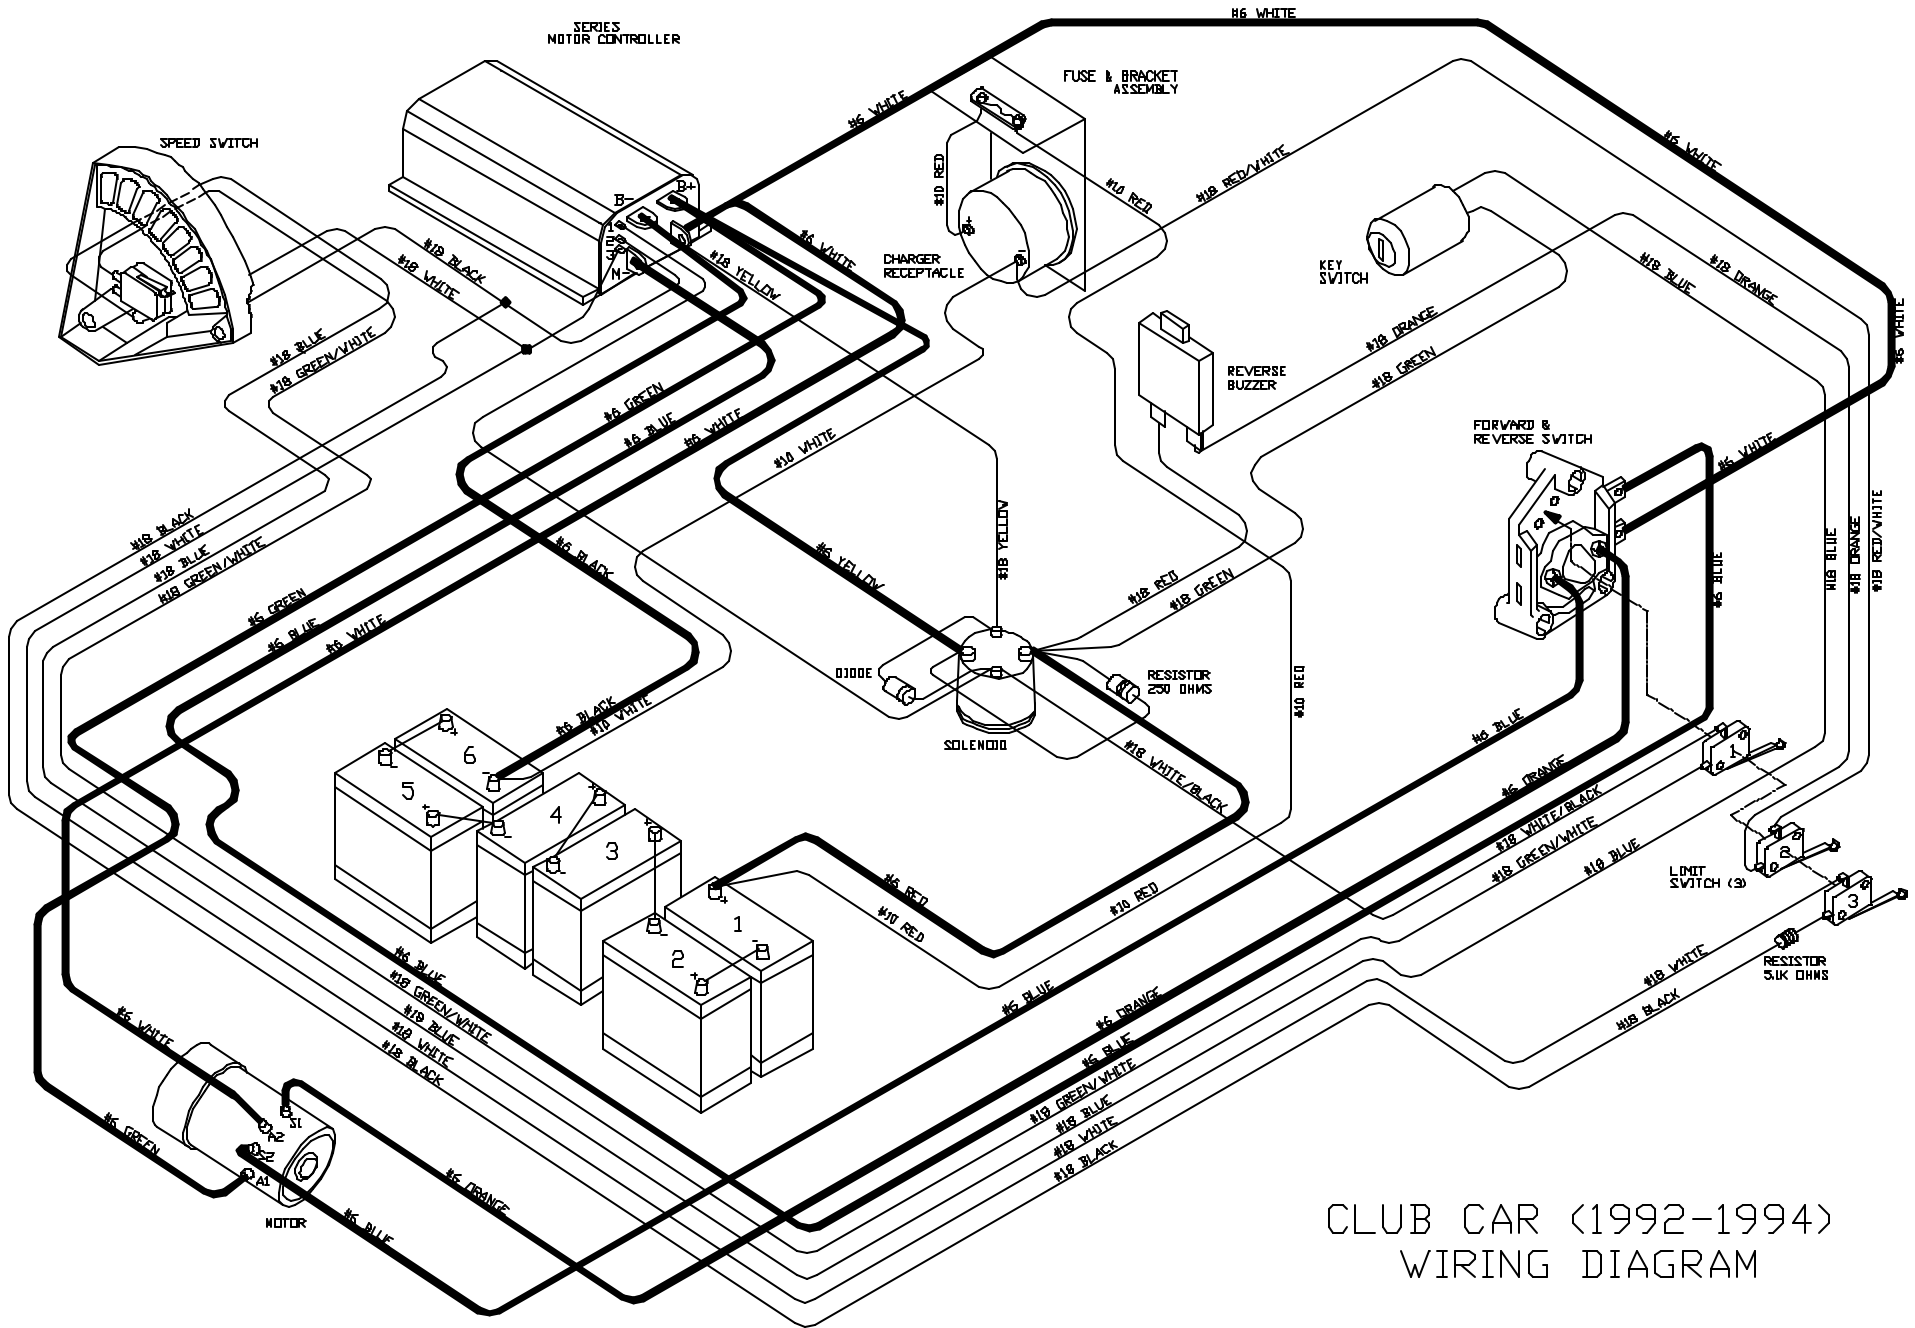 #6 WHITE
SERIES
MOTOR CONTROLLER
FUSE & BRACKET
ASSEMBLY
#6 WHITE
#6 WHITE
SPEED SWITCH
#10 RED
#10 RED
#18 RED/WHITE
B-
B+
1
2
3
M-
#18 BLACK
#18 WHITE
#18 YELLOW
#6 WHITE
CHARGER
RECEPTACLE
+
-
KEY
SWITCH
#18 BLUE
#18 ORANGE
#6 WHITE
#18 BLUE
#18 GREEN/WHITE
#18 ORANGE
#18 GREEN
REVERSE
BUZZER
#6 GREEN
#6 BLUE
#6 WHITE
#10 WHITE
FORWARD &
REVERSE SWITCH
#6 WHITE
#18 BLACK
#18 WHITE
#18 BLUE
#18 GREEN/WHITE
#6 BLACK
#6 YELLOW
#18 YELLOW
#18 RED
#18 GREEN
#6 BLUE
#18 BLUE
#18 ORANGE
#18 RED/WHITE
#6 GREEN
#6 BLUE
#6 WHITE
DIODE
RESISTOR
250 OHMS
#10 RED
#6 BLACK
#10 WHITE
SOLENOID
#18 WHITE/BLACK
#6 BLUE
#6 ORANGE
#18 WHITE/BLACK
#18 GREEN/WHITE
#18 BLUE
1
2
3
LIMIT
SWITCH (3)
RESISTOR
5.1K OHMS
6
+
-
5
-
+
4
+
-
3
+
-
1
+
-
2
-
+
#6 RED
#10 RED
#10 RED
#18 WHITE
#18 BLACK
#6 BLUE
#18 GREEN/WHITE
#18 BLUE
#18 WHITE
#18 BLACK
#6 BLUE
#6 ORANGE
#6 BLUE
#18 GREEN/WHITE
#18 BLUE
#18 WHITE
#18 BLACK
#6 WHITE
#6 GREEN
S1
A2
S2
A1
MOTOR
#6 ORANGE
#6 BLUE
CLUB CAR (1992-1994)
WIRING DIAGRAM